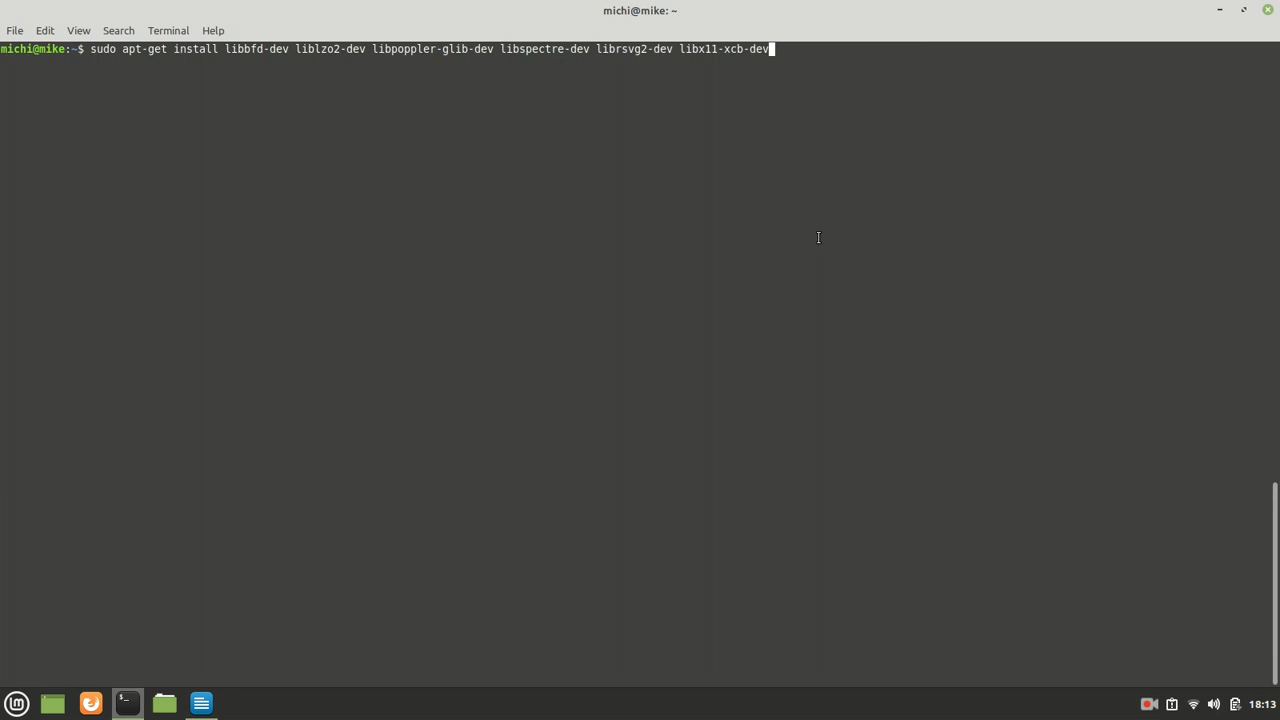 michi@mike: ~
File Edit View Search Terminal Help
michi@mike:~$ sudo apt-get install libbfd-dev liblzo2-dev libpoppler-glib-dev libspectre-dev librsvg2-dev libx11-xcb-dev
$_
18:13